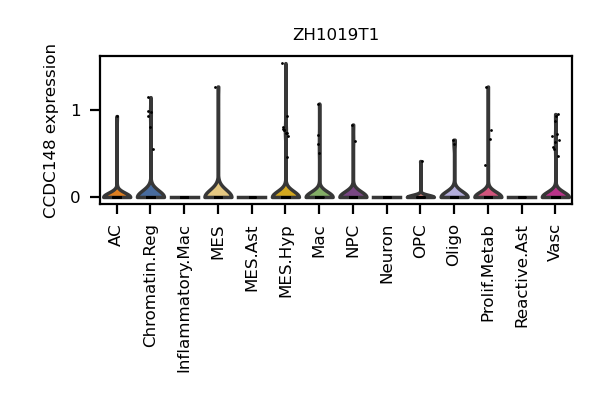 ZH1019T1
CCDC148 expression
1
0
AC
Chromatin.Reg
Inflammatory.Mac
MES
MES.Ast
MES.Hyp
Mac
NPC
Neuron
OPC
Oligo
Prolif.Metab
Reactive.Ast
Vasc